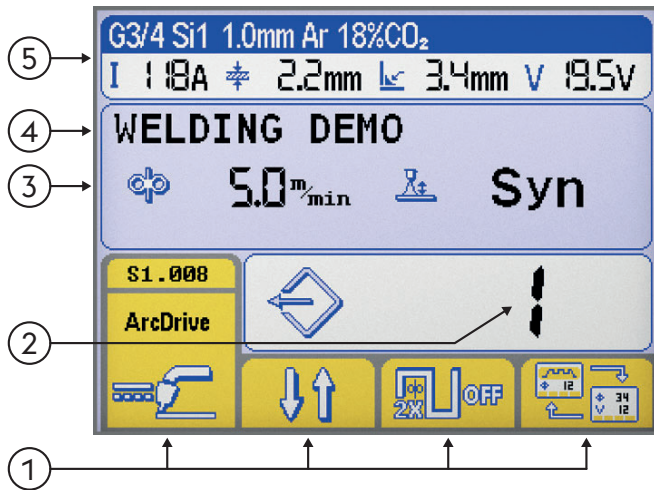 G3/4 Si1 1.0mm Ar 18%CO₂
I 118A 2.2mm 3.4mm V 19.5V
WELDING DEMO
5.0 m/min Syn
S1.008
ArcDrive
1
2X OFF
12 34
V 12
5
4
3
2
1